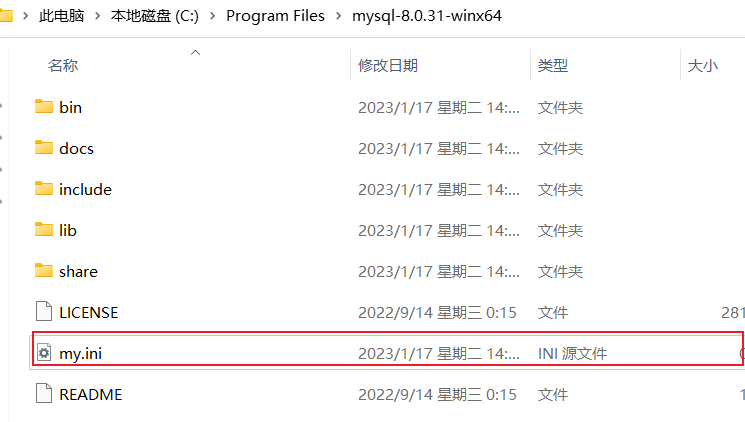 此电脑 > 本地磁盘 (C:) > Program Files > mysql-8.0.31-winx64
名称 修改日期 类型 大小
bin 2023/1/17 星期二 14:... 文件夹
docs 2023/1/17 星期二 14:... 文件夹
include 2023/1/17 星期二 14:... 文件夹
lib 2023/1/17 星期二 14:... 文件夹
share 2023/1/17 星期二 14:... 文件夹
LICENSE 2022/9/14 星期三 0:15 文件 281
my.ini 2023/1/17 星期二 14:... INI 源文件
README 2022/9/14 星期三 0:15 文件 1